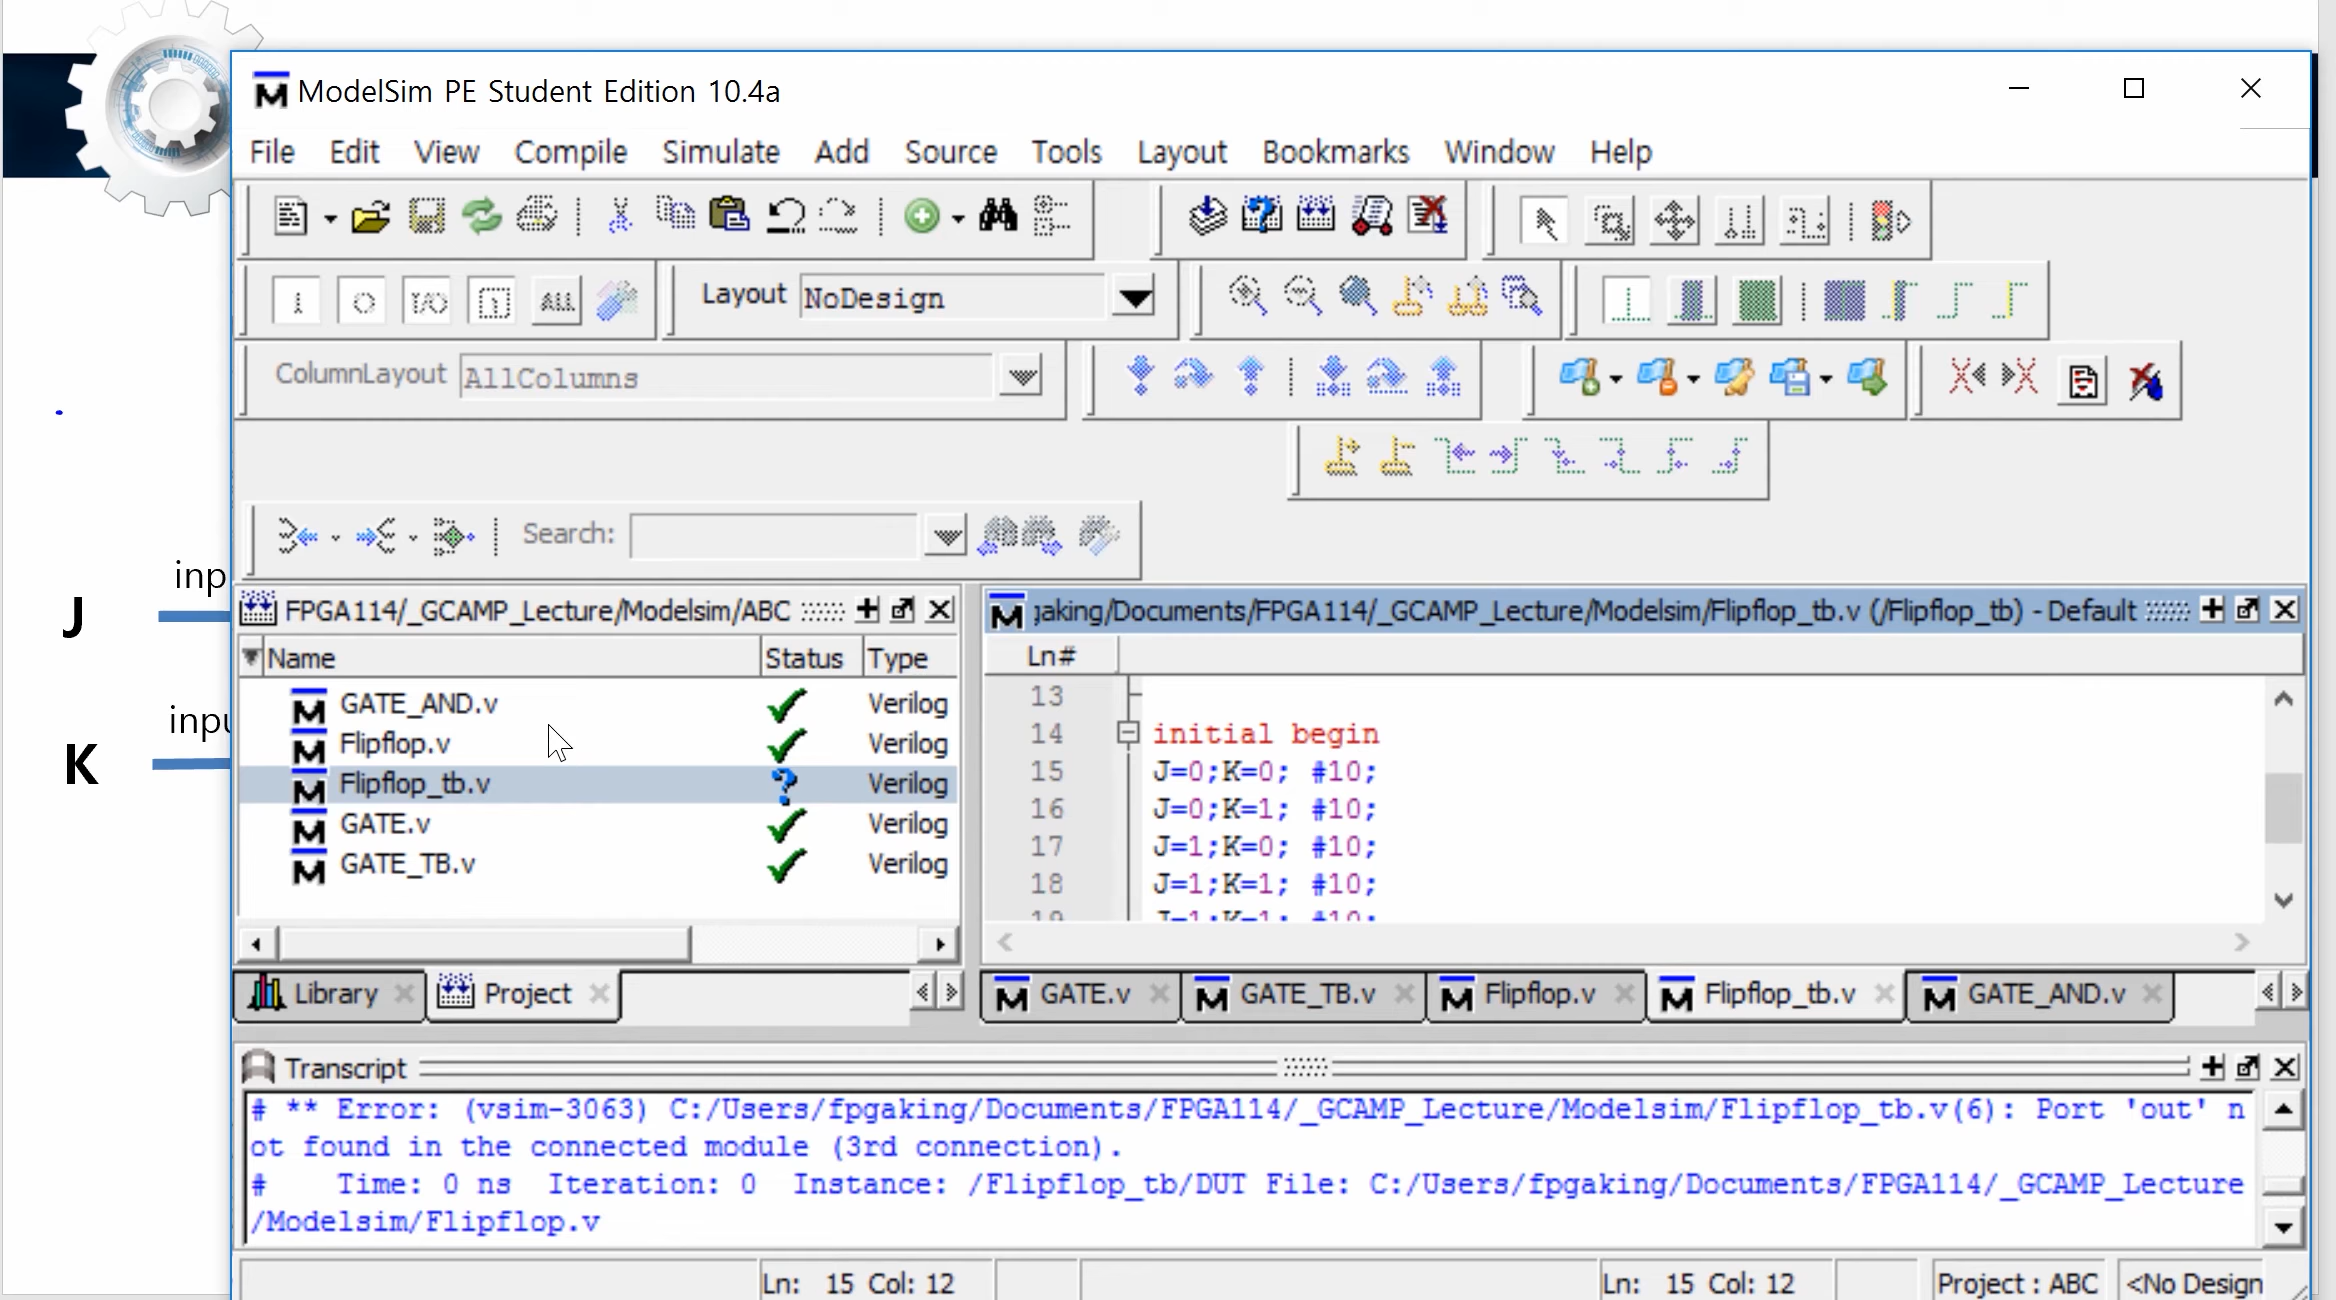 ModelSim PE Student Edition 10.4a
File Edit View Compile Simulate Add Source Tools Layout Bookmarks Window Help
ALL Layout NoDesign
ColumnLayout AllColumns
Search:
inp
J
inpu
K
FPGA114/_GCAMP_Lecture/Modelsim/ABC
Name Status Type
GATE_AND.v Verilog
Flipflop.v Verilog
Flipflop_tb.v ? Verilog
GATE.v Verilog
GATE_TB.v Verilog
Library Project
gaking/Documents/FPGA114/_GCAMP_Lecture/Modelsim/Flipflop_tb.v (/Flipflop_tb) - Default
Ln#
13
14 initial begin
15 J=0;K=0; #10;
16 J=0;K=1; #10;
17 J=1;K=0; #10;
18 J=1;K=1; #10;
19 J=1;K=1; #10;
GATE.v GATE_TB.v Flipflop.v Flipflop_tb.v GATE_AND.v
Transcript
# ** Error: (vsim-3063) C:/Users/fpgaking/Documents/FPGA114/_GCAMP_Lecture/Modelsim/Flipflop_tb.v(6): Port 'out' n
ot found in the connected module (3rd connection).
#    Time: 0 ns  Iteration: 0  Instance: /Flipflop_tb/DUT File: C:/Users/fpgaking/Documents/FPGA114/_GCAMP_Lecture
/Modelsim/Flipflop.v
Ln: 15 Col: 12 Ln: 15 Col: 12 Project : ABC <No Design